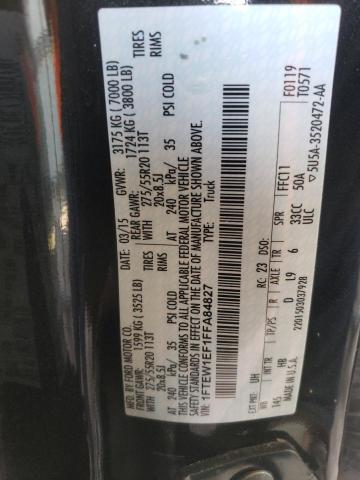 MFD. BY FORD MOTOR CO. IN U.S.A.
DATE: 03/15 GVWR: 3175 KG ( 7000 LB)
FRONT GAWR: 1599 KG ( 3525 LB) REAR GAWR: 1724 KG ( 3800 LB)
275/55R20 113T TIRES WITH 275/55R20 113T TIRES
20x8.5J RIMS 20x8.5J RIMS
AT 240 kPa/ 35 PSI COLD AT 240 kPa/ 35 PSI COLD
THIS VEHICLE CONFORMS TO ALL APPLICABLE FEDERAL MOTOR VEHICLE
SAFETY STANDARDS IN EFFECT ON THE DATE OF MANUFACTURE SHOWN ABOVE.
VIN: 1FTEW1EF1FFA84827 TYPE: Truck
F0119
T0571
EXT PNT: UH RC: 23 DSO: FFC11
WB INT TR TP/PS R AXLE TR SPR 50A
145 HB D L9 6 33CC
ULC
2201503037928 ▽5U5A-3520472-AA